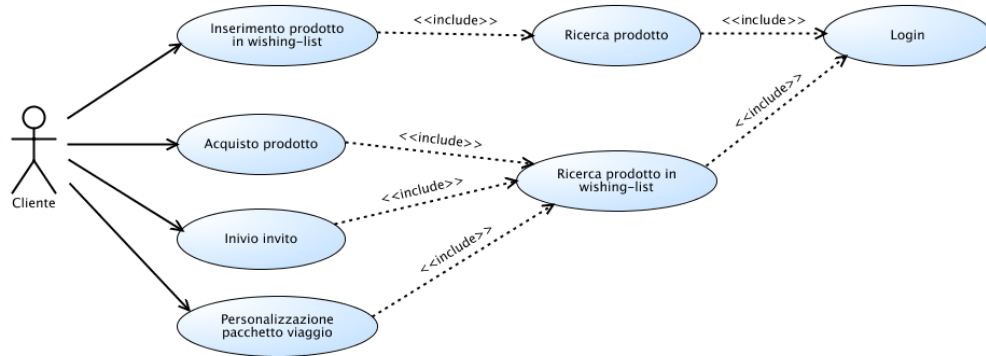 Inserimento prodotto
in wishing-list
<<include>>
Ricerca prodotto
<<include>>
Login
Cliente
Acquisto prodotto
<<include>>
Ricerca prodotto in
wishing-list
<<include>>
Inivio invito
<<include>>
Personalizzazione
pacchetto viaggio
<<include>>